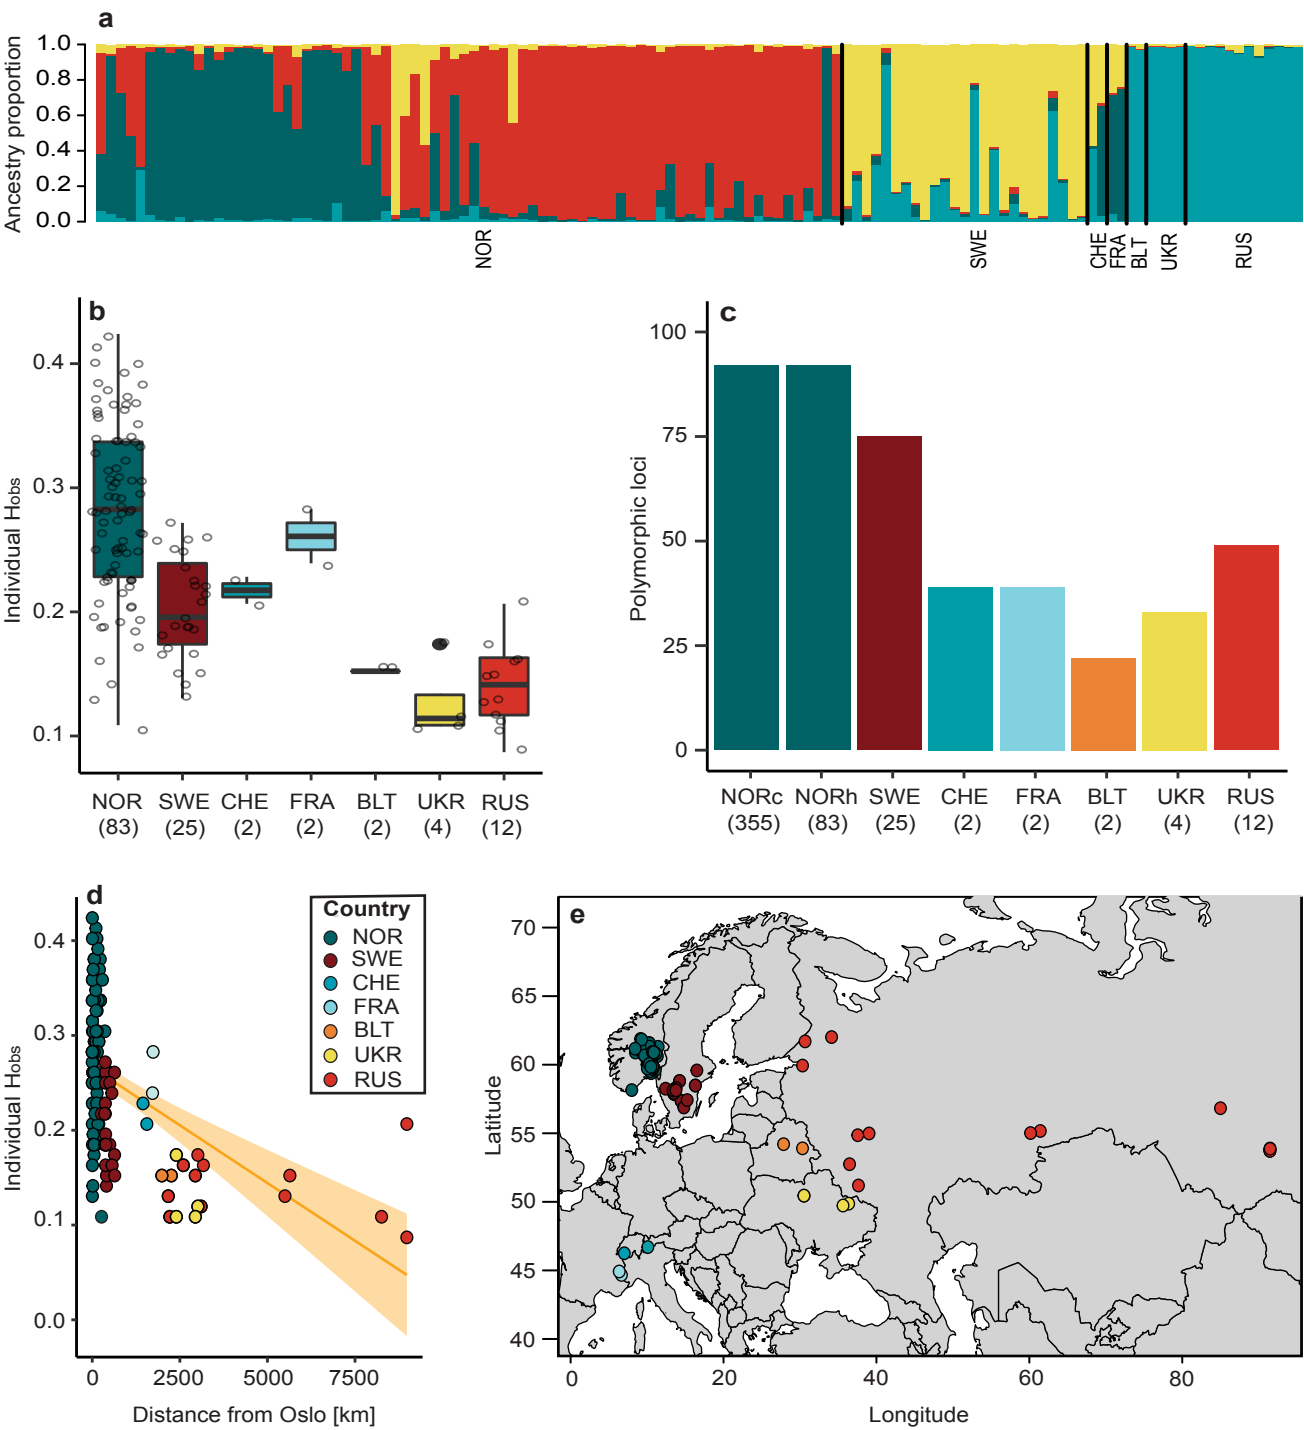 a
Ancestry proportion
1.0
0.8
0.6
0.4
0.2
0.0
NOR
SWE
CHE
FRA
BLT
UKR
RUS
b
Individual Hobs
0.4
0.3
0.2
0.1
NOR SWE CHE FRA BLT UKR RUS
(83) (25) (2) (2) (2) (4) (12)
c
Polymorphic loci
100
75
50
25
0
NORc NORh SWE CHE FRA BLT UKR RUS
(355) (83) (25) (2) (2) (2) (4) (12)
d
Individual Hobs
0.4
0.3
0.2
0.1
0.0
0 2500 5000 7500
Distance from Oslo [km]
Country
NOR
SWE
CHE
FRA
BLT
UKR
RUS
e
Latitude
70
65
60
55
50
45
40
0 20 40 60 80
Longitude